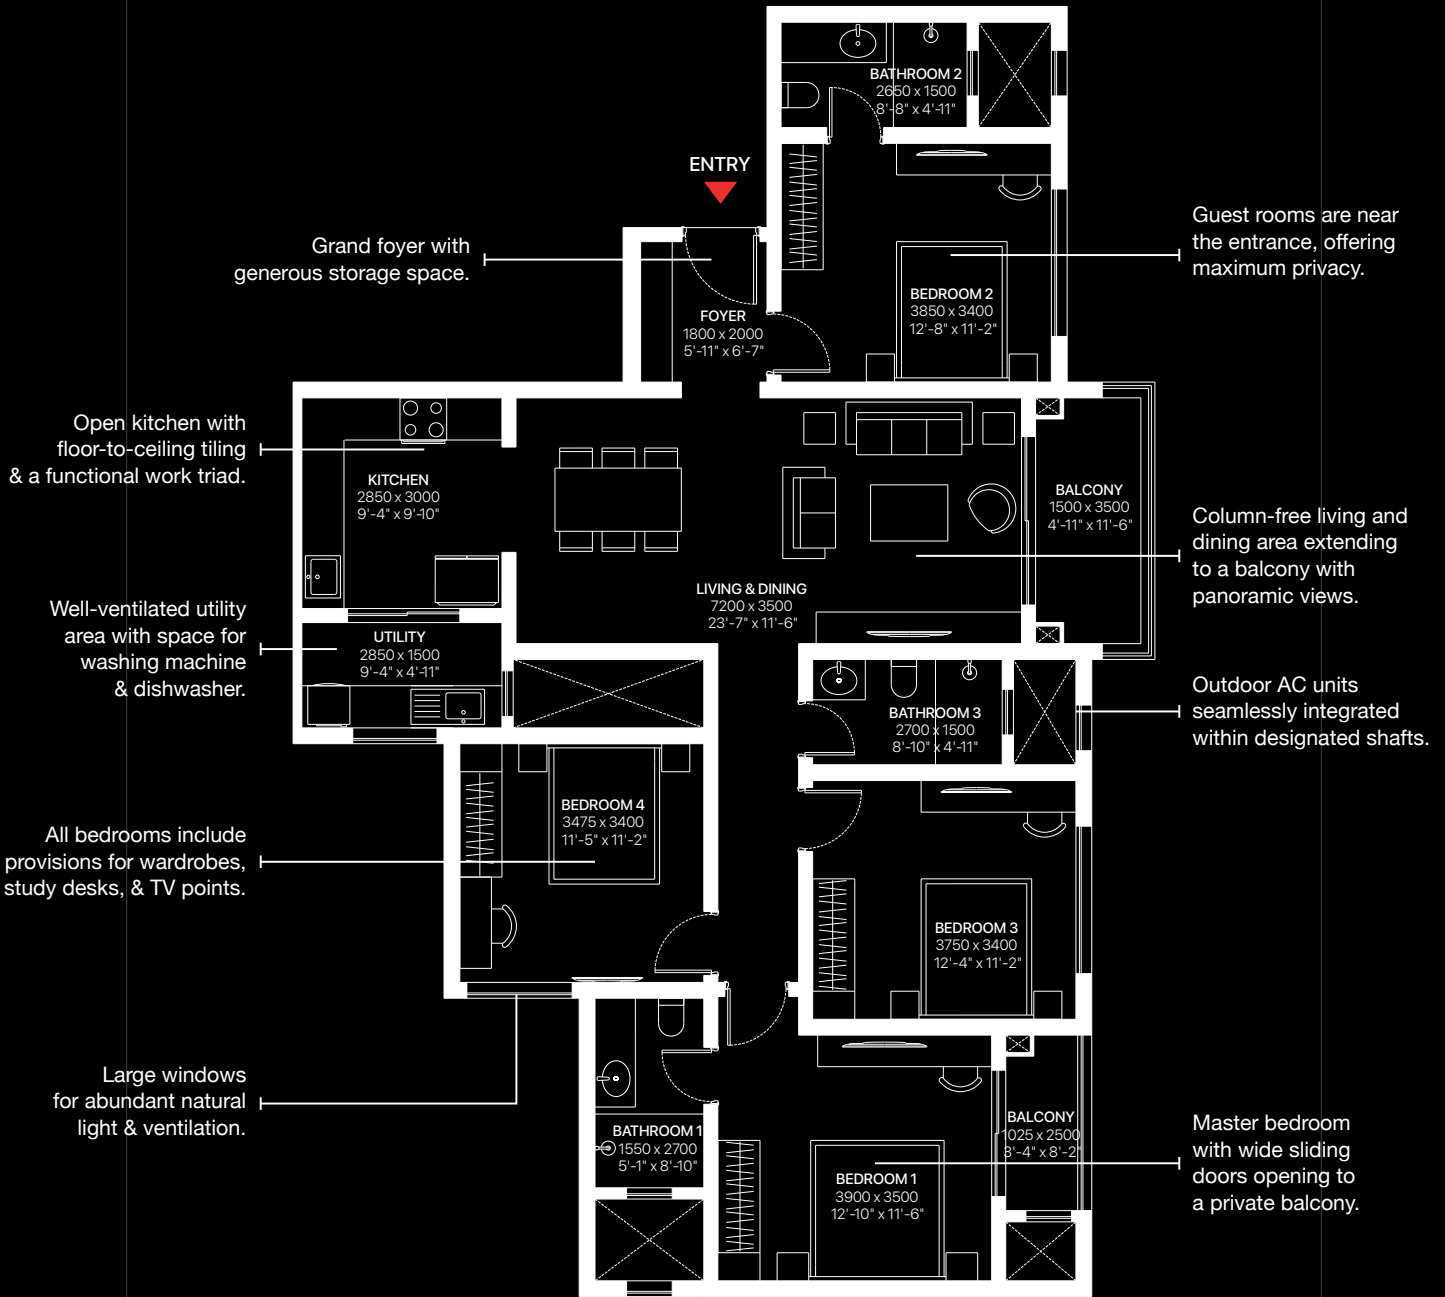 BATHROOM 2
2650 x 1500
8'-8" x 4'-11"
ENTRY
Grand foyer with
generous storage space.
Guest rooms are near
the entrance, offering
maximum privacy.
BEDROOM 2
3850 x 3400
12'-8" x 11'-2"
FOYER
1800 x 2000
5'-11" x 6'-7"
Open kitchen with
floor-to-ceiling tiling
& a functional work triad.
KITCHEN
2850 x 3000
9'-4" x 9'-10"
BALCONY
1500 x 3500
4'-11" x 11'-6"
Column-free living and
dining area extending
to a balcony with
panoramic views.
LIVING & DINING
7200 x 3500
23'-7" x 11'-6"
Well-ventilated utility
area with space for
washing machine
& dishwasher.
UTILITY
2850 x 1500
9'-4" x 4'-11"
Outdoor AC units
seamlessly integrated
within designated shafts.
BATHROOM 3
2700 x 1500
8'-10" x 4'-11"
All bedrooms include
provisions for wardrobes,
study desks, & TV points.
BEDROOM 4
3475 x 3400
11'-5" x 11'-2"
BEDROOM 3
3750 x 3400
12'-4" x 11'-2"
Large windows
for abundant natural
light & ventilation.
BATHROOM 1
1550 x 2700
5'-1" x 8'-10"
BALCONY
1025 x 2500
3'-4" x 8'-2"
Master bedroom
with wide sliding
doors opening to
a private balcony.
BEDROOM 1
3900 x 3500
12'-10" x 11'-6"